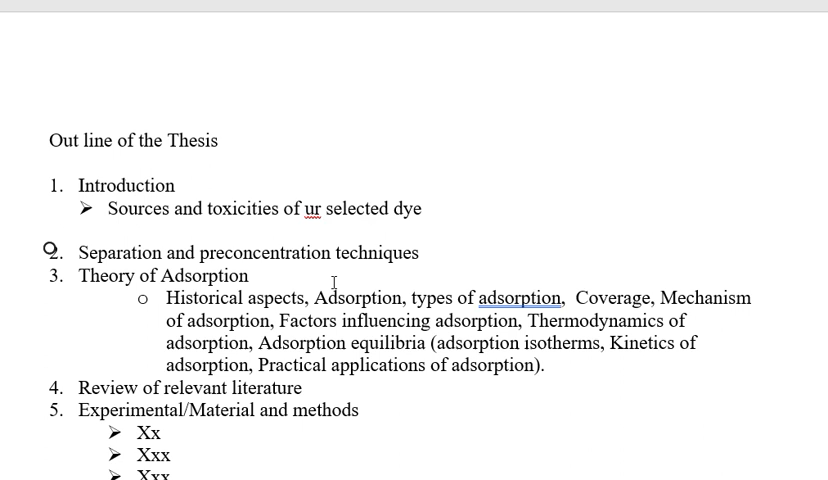 Out line of the Thesis
1. Introduction
➢ Sources and toxicities of ur selected dye
2. Separation and preconcentration techniques
3. Theory of Adsorption
o Historical aspects, Adsorption, types of adsorption, Coverage, Mechanism
of adsorption, Factors influencing adsorption, Thermodynamics of
adsorption, Adsorption equilibria (adsorption isotherms, Kinetics of
adsorption, Practical applications of adsorption).
4. Review of relevant literature
5. Experimental/Material and methods
➢ Xx
➢ Xxx
➢ Xxx